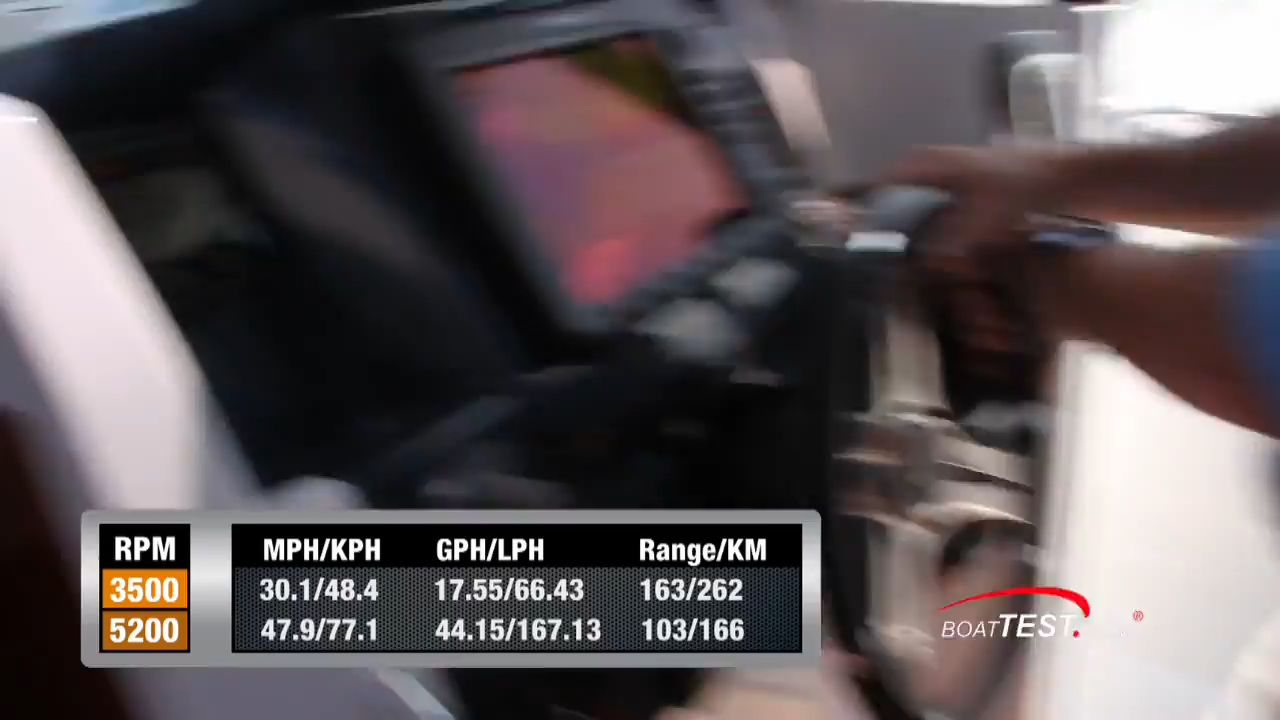 RPM MPH/KPH GPH/LPH Range/KM
3500 30.1/48.4 17.55/66.43 163/262
5200 47.9/77.1 44.15/167.13 103/166
BOATTEST. ®